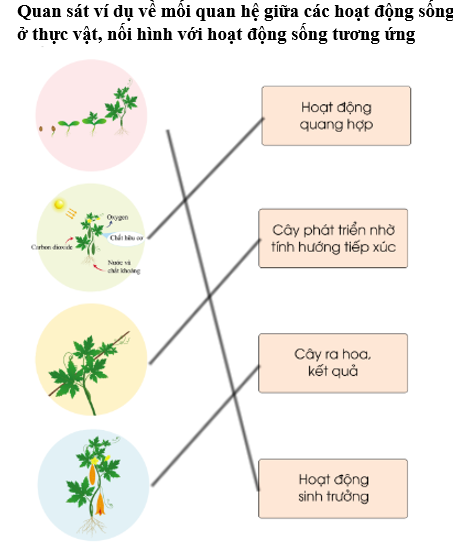 Quan sát ví dụ về mối quan hệ giữa các hoạt động sống
ở thực vật, nối hình với hoạt động sống tương ứng
Hoạt động
quang hợp
Oxygen
Chất hữu cơ
Carbon dioxide
Nước và
chất khoáng
Cây phát triển nhờ
tính hướng tiếp xúc
Cây ra hoa,
kết quả
Hoạt động
sinh trưởng